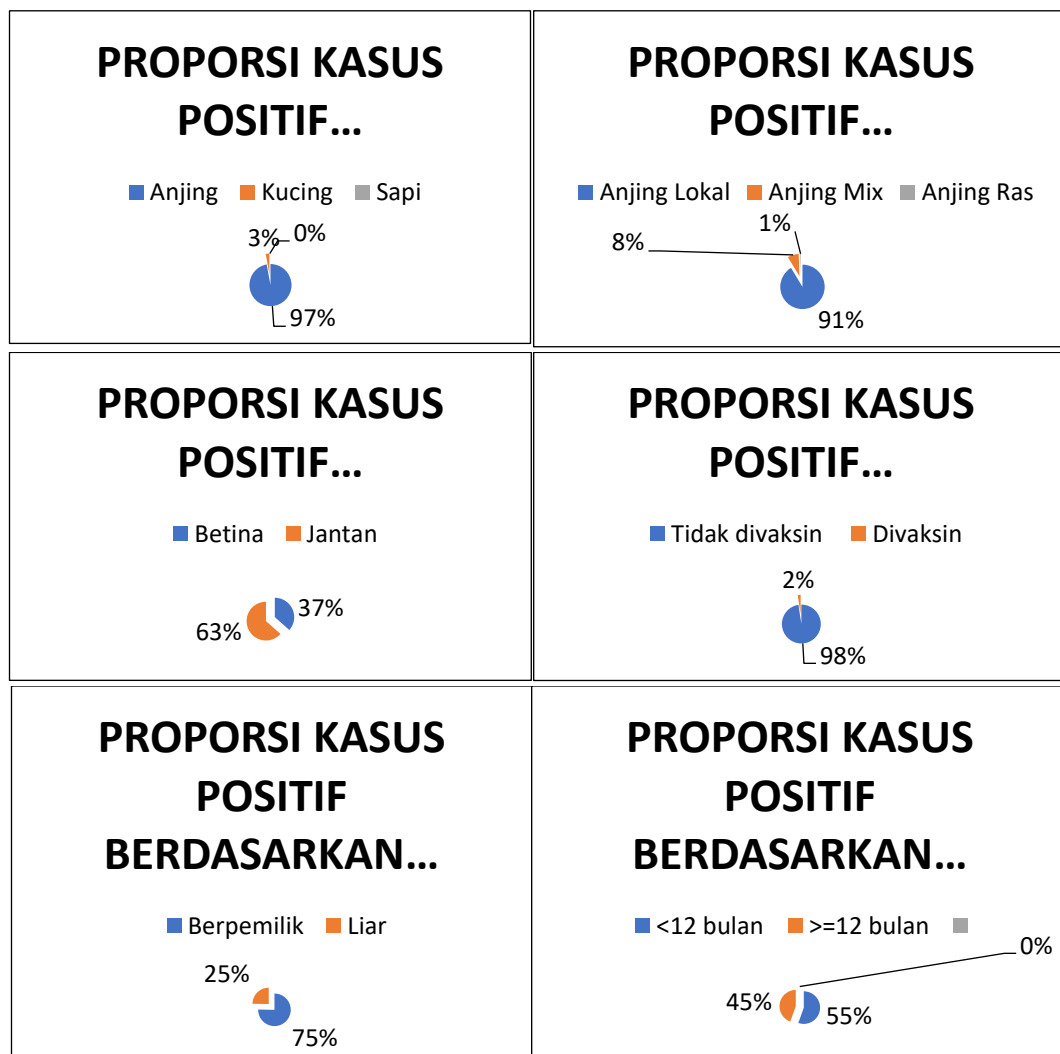 PROPORSI KASUS
POSITIF...
Anjing Kucing Sapi
3% 0%
97%
PROPORSI KASUS
POSITIF...
Anjing Lokal Anjing Mix Anjing Ras
1%
8%
91%
PROPORSI KASUS
POSITIF...
Betina Jantan
37%
63%
PROPORSI KASUS
POSITIF...
Tidak divaksin Divaksin
2%
98%
PROPORSI KASUS
POSITIF
BERDASARKAN...
Berpemilik Liar
25%
75%
PROPORSI KASUS
POSITIF
BERDASARKAN...
<12 bulan >=12 bulan
0%
45% 55%